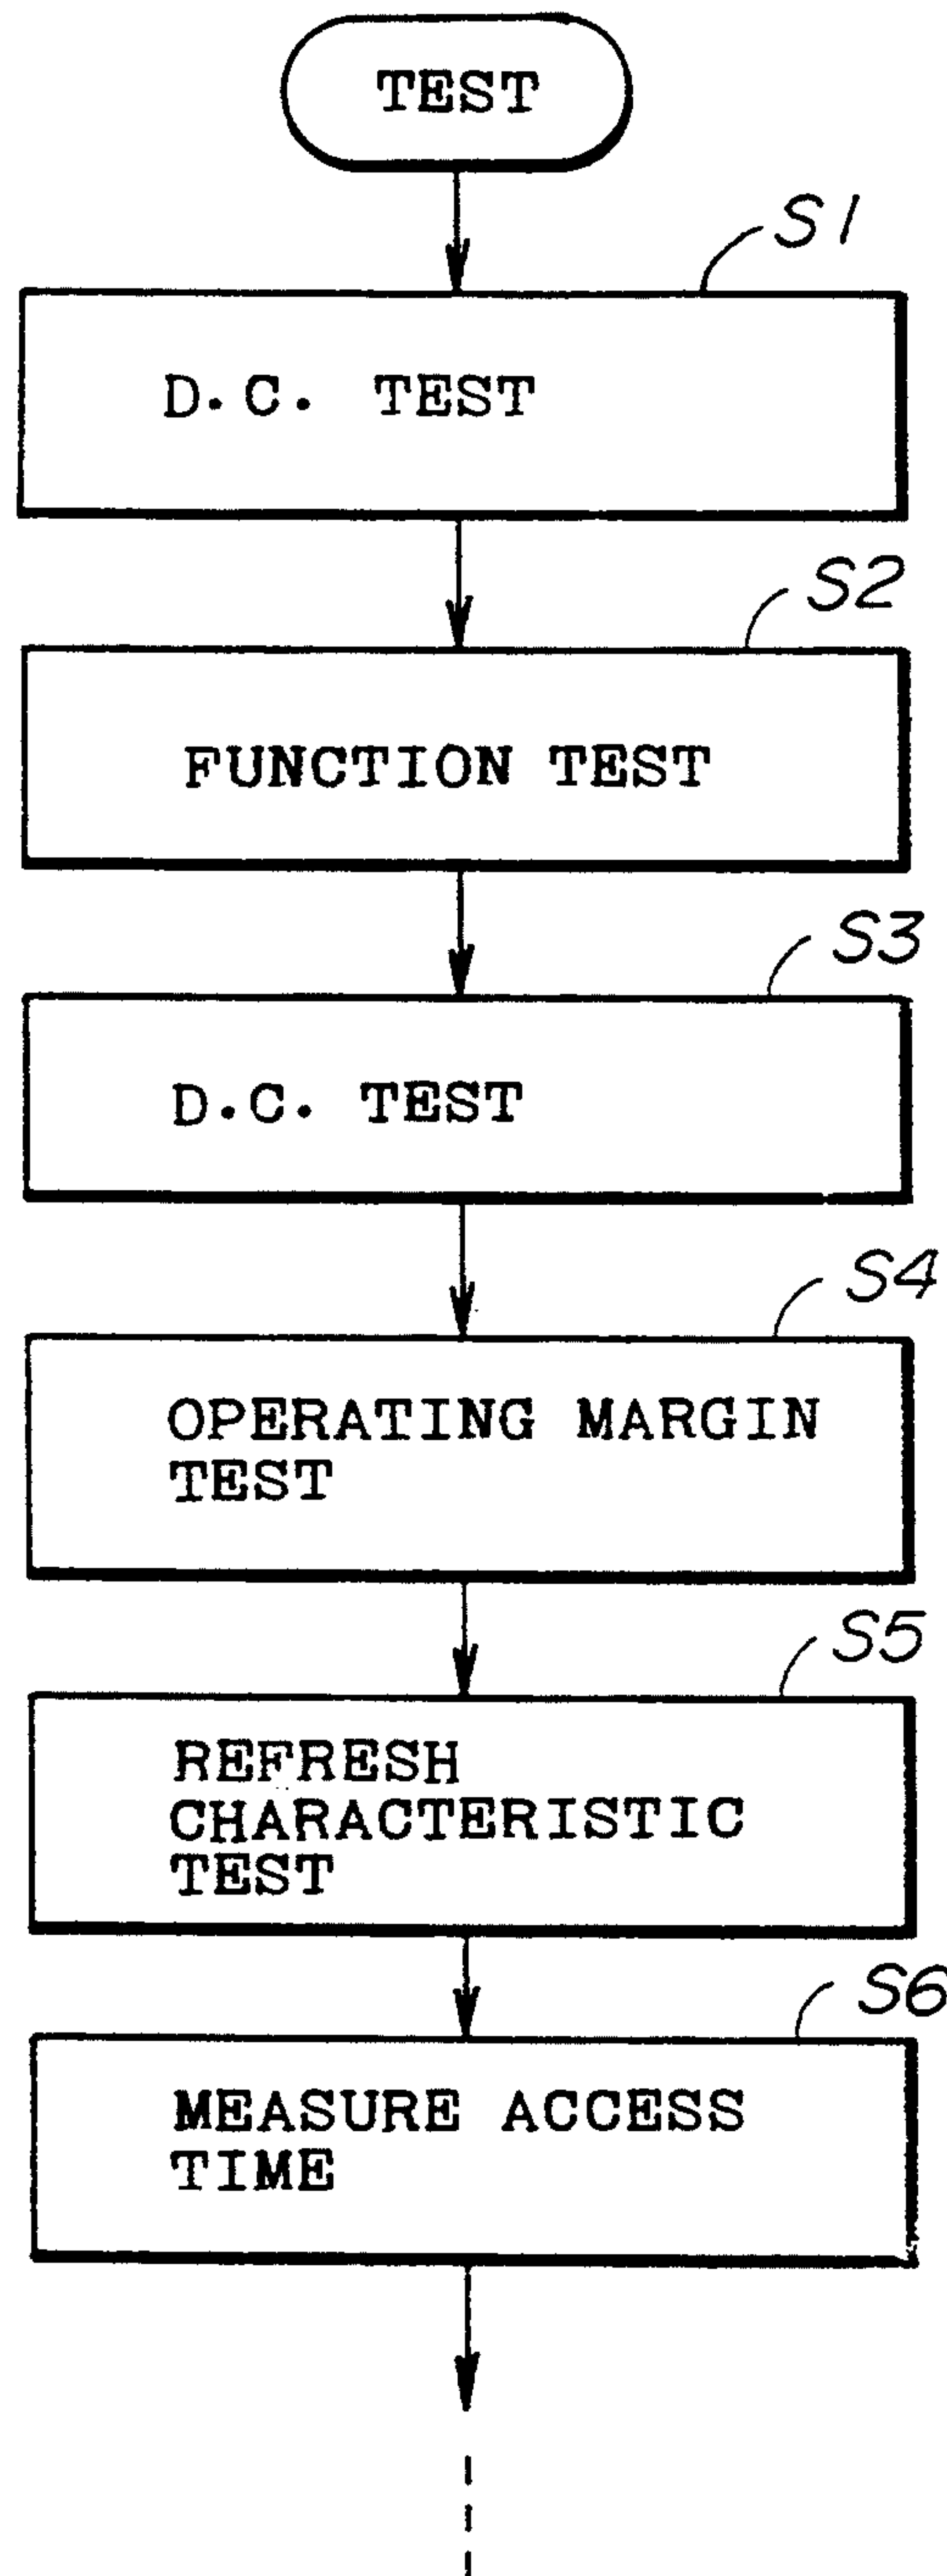 TEST
S1
D.C. TEST
S2
FUNCTION TEST
S3
D.C. TEST
S4
OPERATING MARGIN
TEST
S5
REFRESH
CHARACTERISTIC
TEST
S6
MEASURE ACCESS
TIME